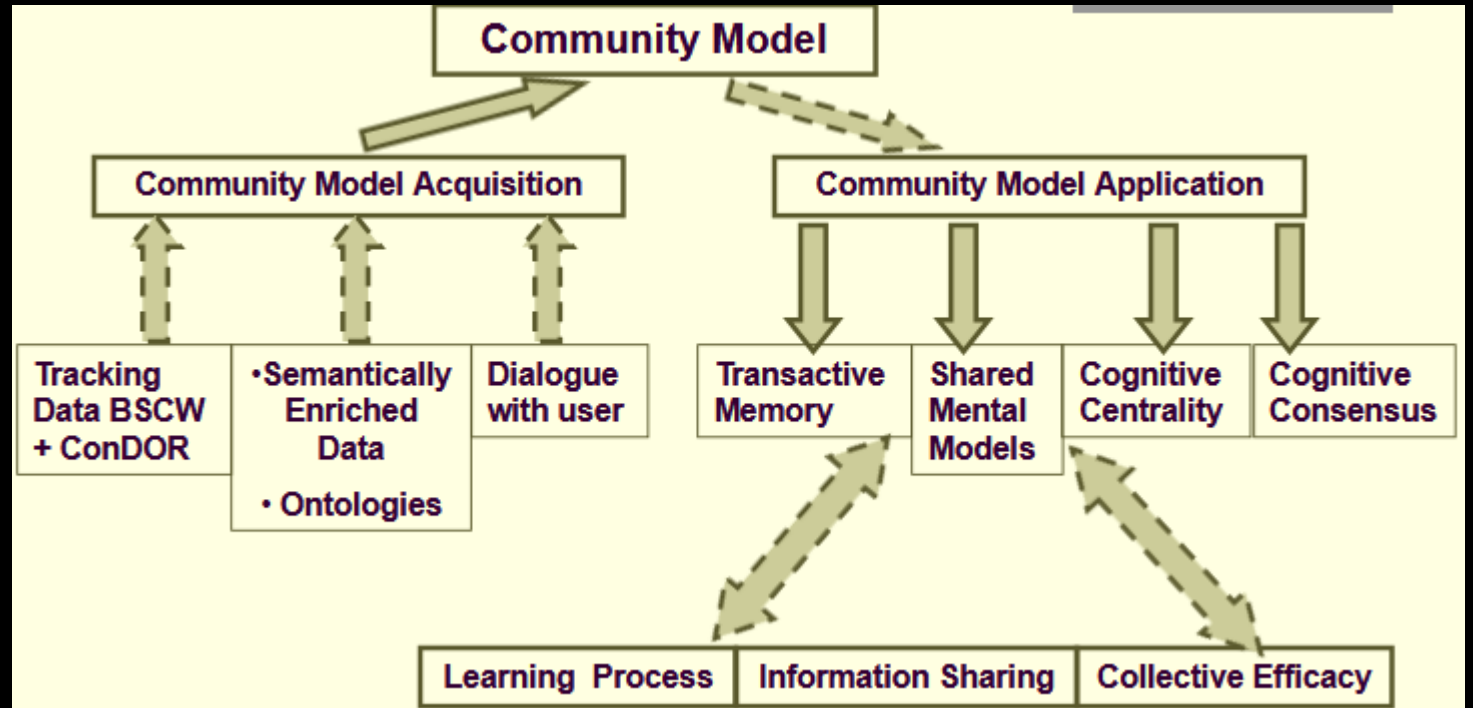 Community Model
Community Model Acquisition
Community Model Application
Tracking
Data BSCW
+ ConDOR
•Semantically
Enriched
Data
• Ontologies
Dialogue
with user
Transactive
Memory
Shared
Mental
Models
Cognitive
Centrality
Cognitive
Consensus
Learning Process
Information Sharing
Collective Efficacy